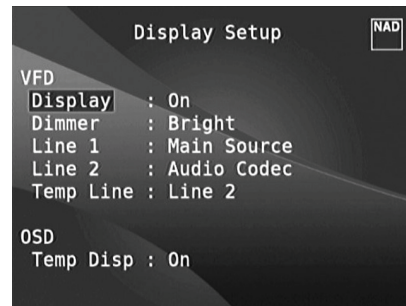 Display Setup
NAD
VFD
Display : On
Dimmer : Bright
Line 1 : Main Source
Line 2 : Audio Codec
Temp Line : Line 2
OSD
Temp Disp : On